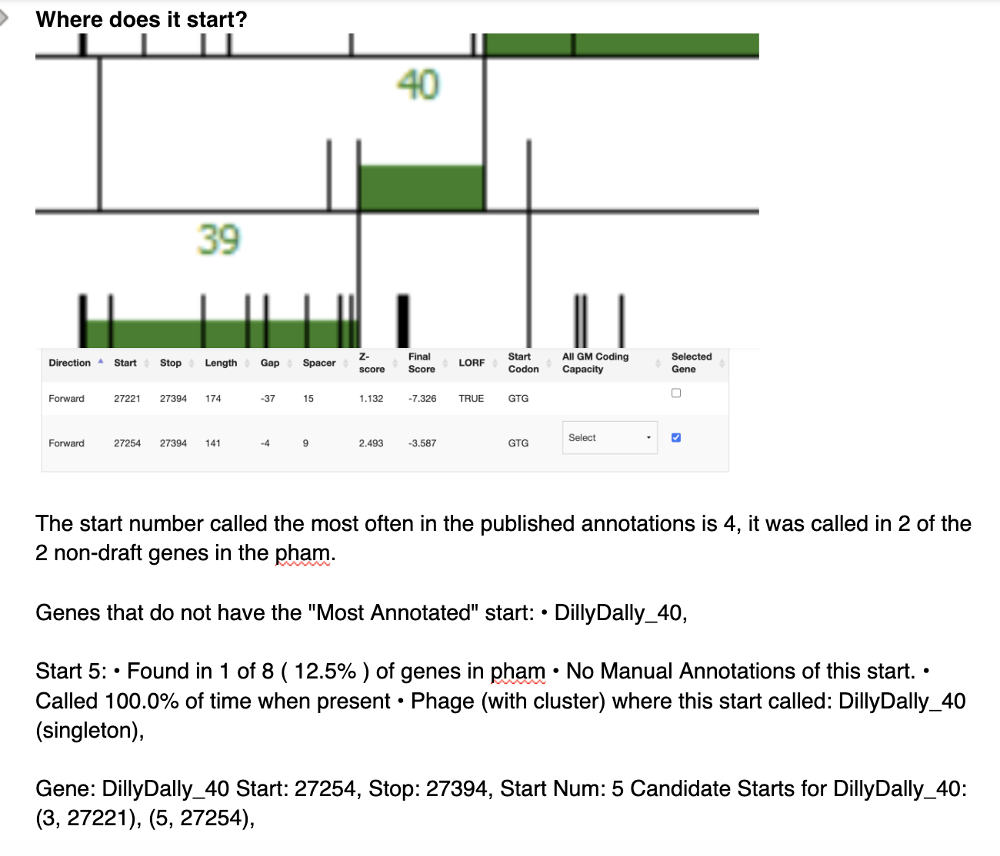 Where does it start?
40
39
Direction Start Stop Length Gap Spacer Z-score Final Score LORF Start Codon All GM Coding Capacity Selected Gene
Forward 27221 27394 174 -37 15 1.132 -7.326 TRUE GTG
Forward 27254 27394 141 -4 9 2.493 -3.587 GTG Select
The start number called the most often in the published annotations is 4, it was called in 2 of the
2 non-draft genes in the pham.
Genes that do not have the "Most Annotated" start: • DillyDally_40,
Start 5: • Found in 1 of 8 ( 12.5% ) of genes in pham • No Manual Annotations of this start. •
Called 100.0% of time when present • Phage (with cluster) where this start called: DillyDally_40
(singleton),
Gene: DillyDally_40 Start: 27254, Stop: 27394, Start Num: 5 Candidate Starts for DillyDally_40:
(3, 27221), (5, 27254),